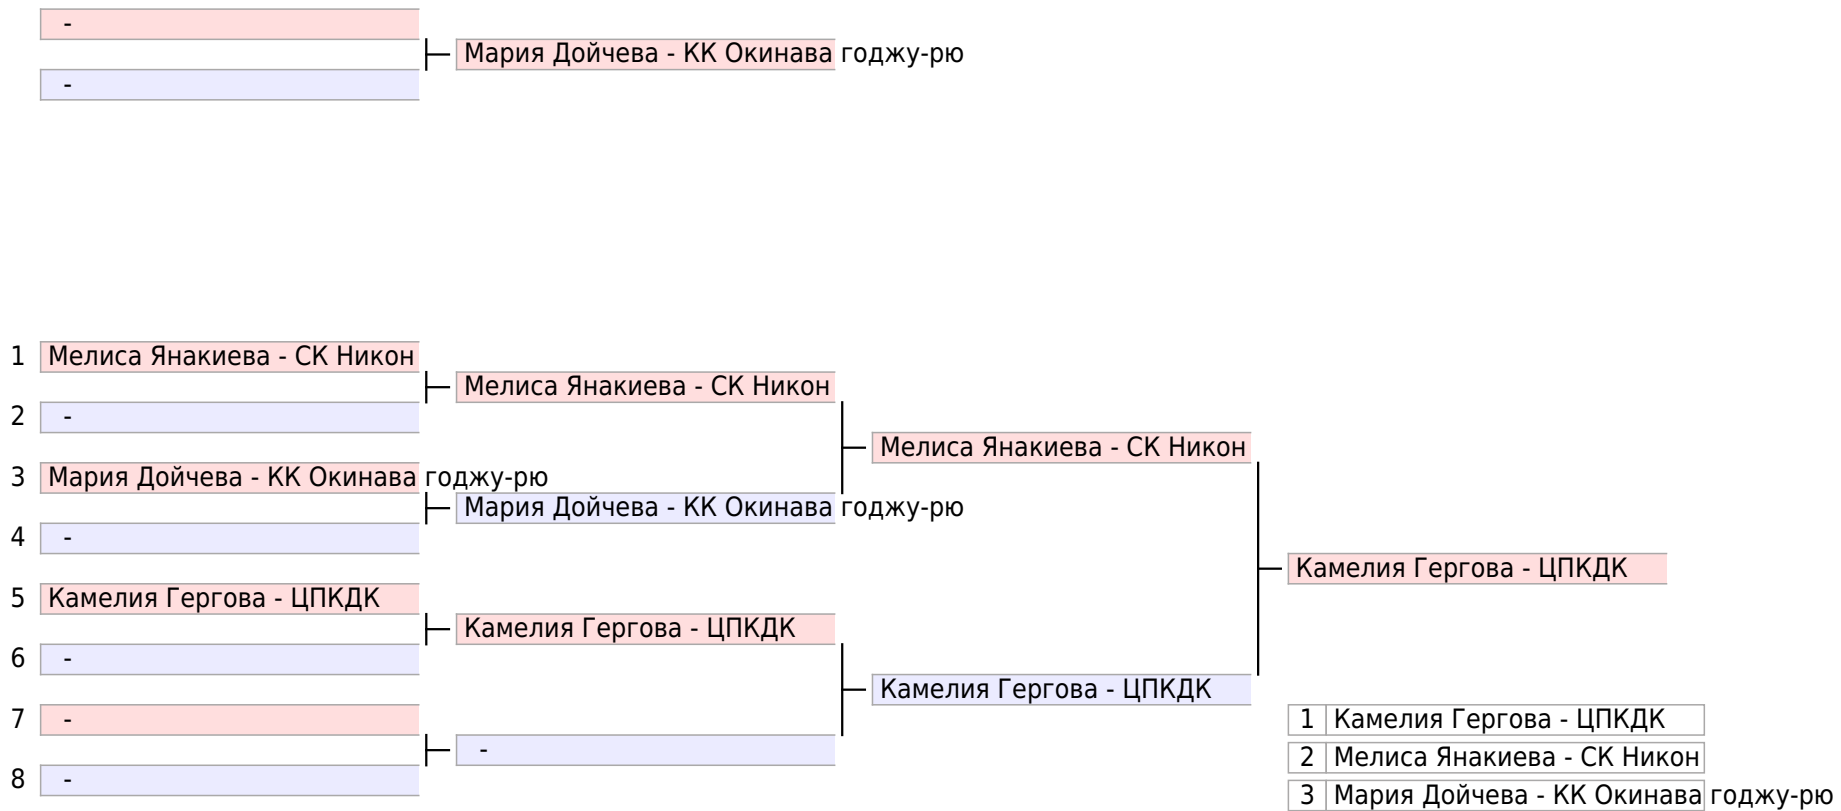 -
Мария Дойчева - КК Окинава годжу-рю
-
1 Мелиса Янакиева - СК Никон
Мелиса Янакиева - СК Никон
2 -
Мелиса Янакиева - СК Никон
3 Мария Дойчева - КК Окинава годжу-рю
Мария Дойчева - КК Окинава годжу-рю
4 -
Камелия Гергова - ЦПКДК
5 Камелия Гергова - ЦПКДК
Камелия Гергова - ЦПКДК
6 -
Камелия Гергова - ЦПКДК
7 -
1 Камелия Гергова - ЦПКДК
-
2 Мелиса Янакиева - СК Никон
8 -
3 Мария Дойчева - КК Окинава годжу-рю